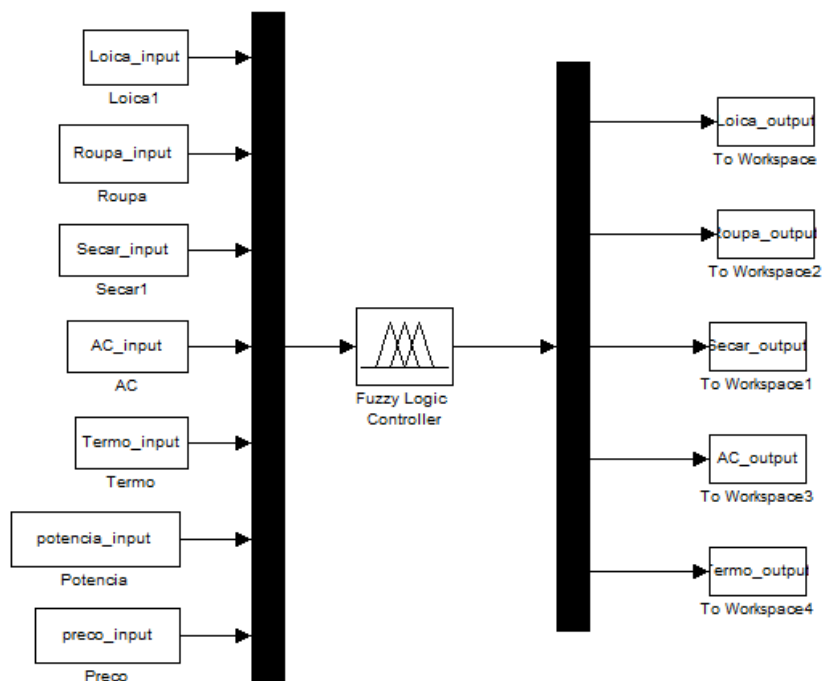 Loica_input
Loica1
Roupa_input
Roupa
Secar_input
Secar1
AC_input
AC
Termo_input
Termo
potencia_input
Potencia
preco_input
Preco
Fuzzy Logic
Controller
Loica_output
To Workspace
Roupa_output
To Workspace2
Secar_output
To Workspace1
AC_output
To Workspace3
Termo_output
To Workspace4